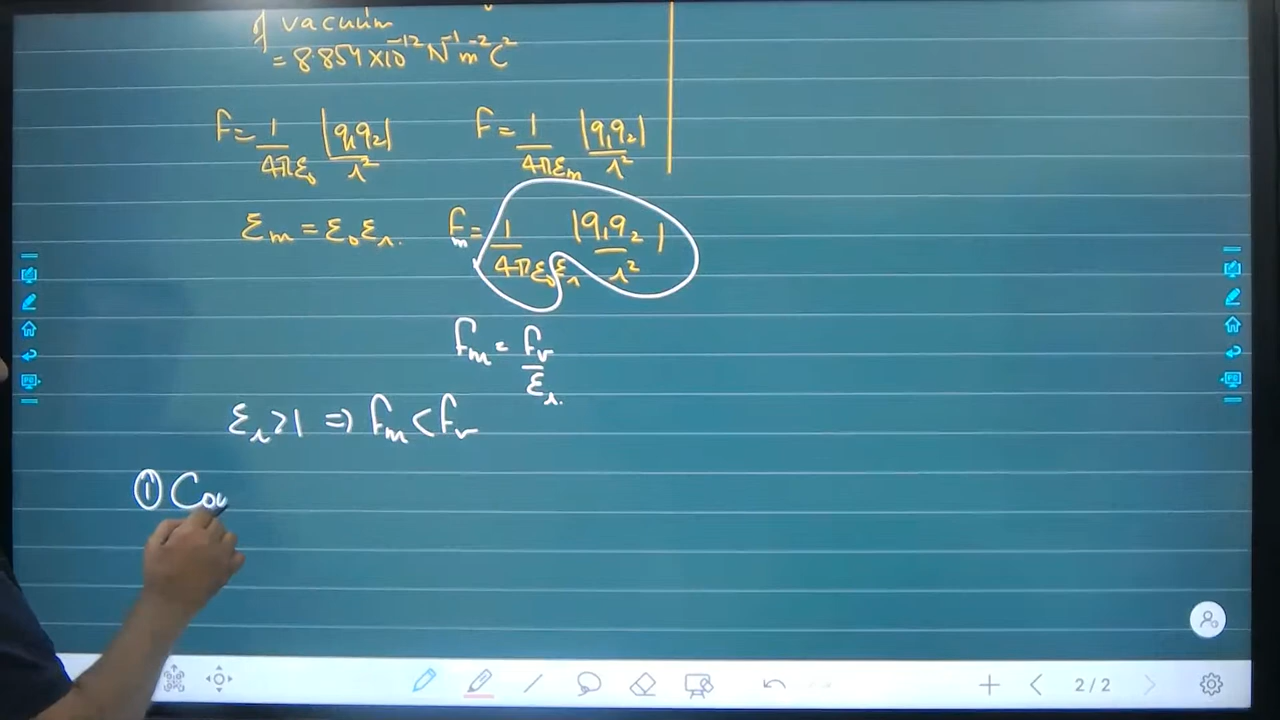 of vacuum
= 8.854×10⁻¹² N⁻¹m⁻²C²
F = 1/4πε₀ |q₁q₂|/r² F = 1/4πεm |q₁q₂|/r²
εm = ε₀εr. Fm = 1/4πε₀εr |q₁q₂|/r²
Fm = Fv/εr.
εr>1 ⇒ Fm < Fv
① Cou
2/2